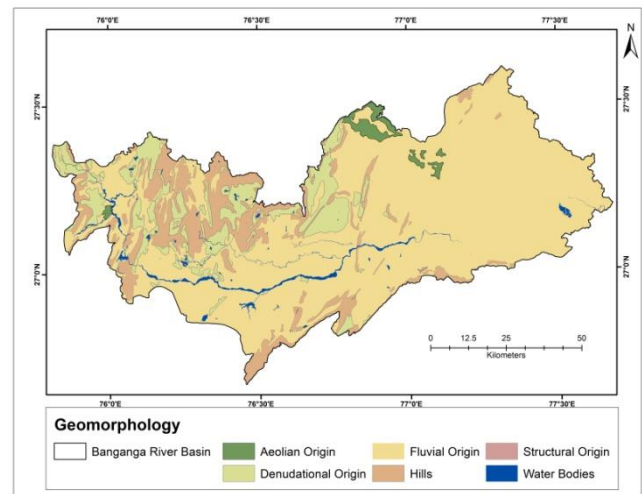 76°0'E 76°30'E 77°0'E 77°30'E
N
27°30'N 27°30'N
27°0'N 27°0'N
0 12.5 25 50
Kilometers
76°0'E 76°30'E 77°0'E 77°30'E
Geomorphology
Banganga River Basin Aeolian Origin Fluvial Origin Structural Origin
Denudational Origin Hills Water Bodies